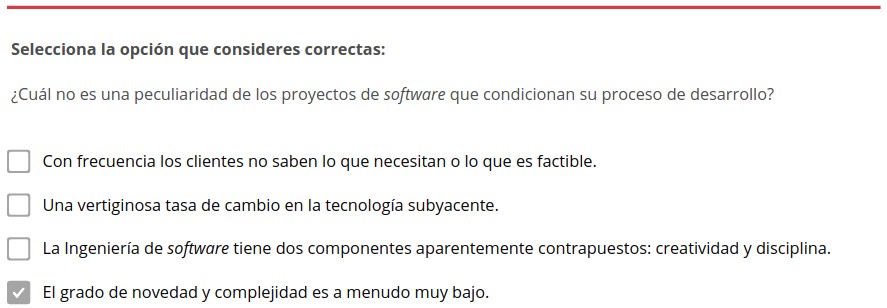 Selecciona la opción que consideres correctas:
¿Cuál no es una peculiaridad de los proyectos de software que condicionan su proceso de desarrollo?
Con frecuencia los clientes no saben lo que necesitan o lo que es factible.
Una vertiginosa tasa de cambio en la tecnología subyacente.
La Ingeniería de software tiene dos componentes aparentemente contrapuestos: creatividad y disciplina.
El grado de novedad y complejidad es a menudo muy bajo.